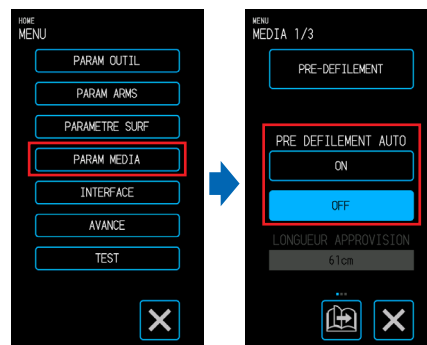 HOME
MENU
PARAM OUTIL
PARAM ARMS
PARAMETRE SURF
PARAM MEDIA
INTERFACE
AVANCE
TEST
MENU
MEDIA 1/3
PRE-DEFILEMENT
PRE DEFILEMENT AUTO
ON
OFF
LONGUEUR APPROVISION
61cm